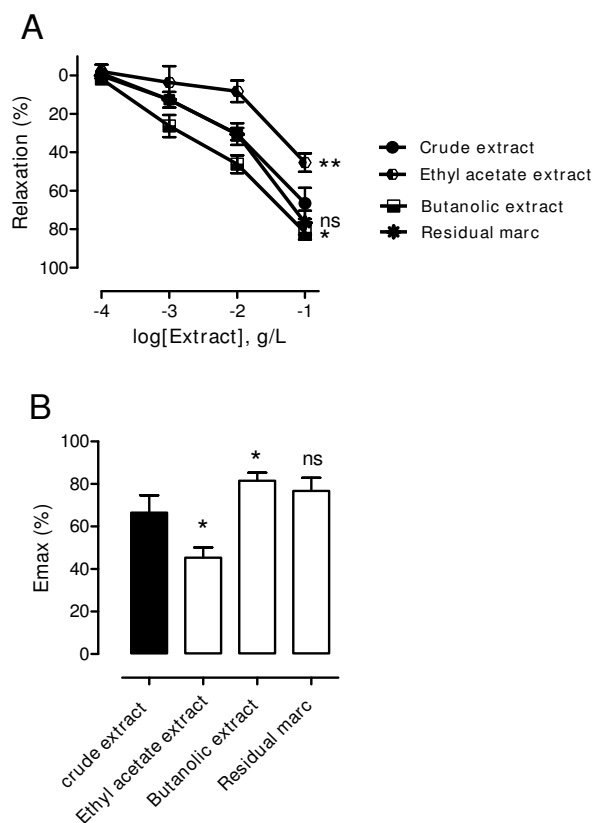 A
0
20
40
60
80
100
Relaxation (%)
**
ns
*
-4 -3 -2 -1
log[Extract], g/L
Crude extract
Ethyl acetate extract
Butanolic extract
Residual marc
B
100
80
60
40
20
0
Emax (%)
* * ns
crude extract
Ethyl acetate extract
Butanolic extract
Residual marc